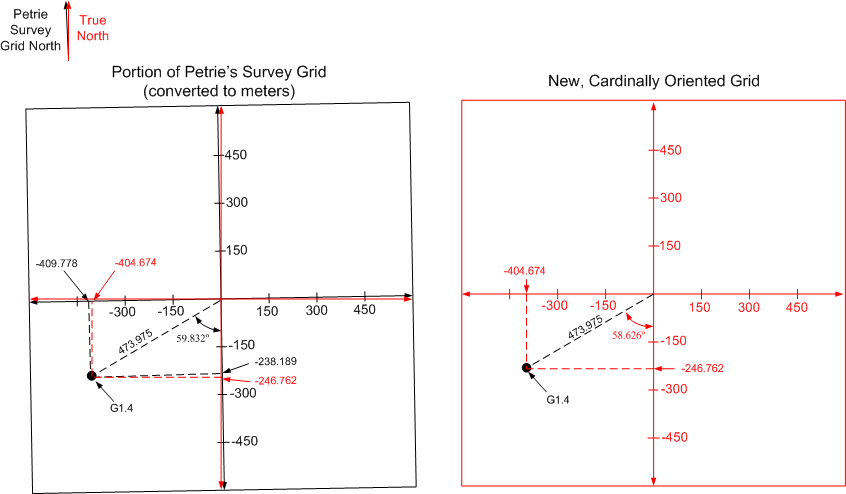 Petrie
Survey
Grid North
True
North
Portion of Petrie's Survey Grid
(converted to meters)
450
300
150
-409.778
-404.674
-300
-150
150
300
450
473.975
59.832º
-150
-238.189
-246.762
-300
G1.4
-450
New, Cardinally Oriented Grid
450
300
150
-404.674
-300
-150
150
300
450
473.975
58.626º
-150
-246.762
-300
G1.4
-450